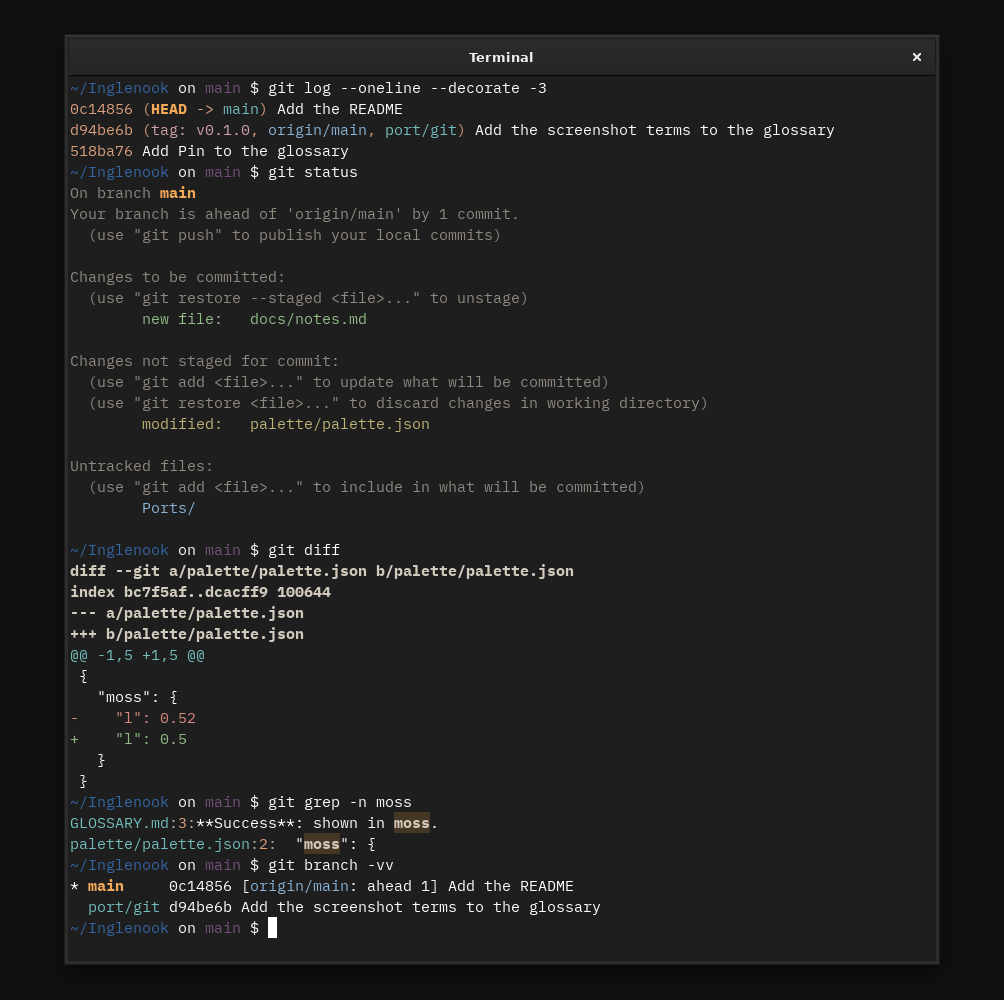 Terminal ×
~/Inglenook on main $ git log --oneline --decorate -3
0c14856 (HEAD -> main) Add the README
d94be6b (tag: v0.1.0, origin/main, port/git) Add the screenshot terms to the glossary
518ba76 Add Pin to the glossary
~/Inglenook on main $ git status
On branch main
Your branch is ahead of 'origin/main' by 1 commit.
  (use "git push" to publish your local commits)

Changes to be committed:
  (use "git restore --staged <file>..." to unstage)
        new file:   docs/notes.md

Changes not staged for commit:
  (use "git add <file>..." to update what will be committed)
  (use "git restore <file>..." to discard changes in working directory)
        modified:   palette/palette.json

Untracked files:
  (use "git add <file>..." to include in what will be committed)
        Ports/

~/Inglenook on main $ git diff
diff --git a/palette/palette.json b/palette/palette.json
index bc7f5af..dcacff9 100644
--- a/palette/palette.json
+++ b/palette/palette.json
@@ -1,5 +1,5 @@
 {
   "moss": {
-    "l": 0.52
+    "l": 0.5
   }
 }
~/Inglenook on main $ git grep -n moss
GLOSSARY.md:3:**Success**: shown in moss.
palette/palette.json:2:  "moss": {
~/Inglenook on main $ git branch -vv
* main     0c14856 [origin/main: ahead 1] Add the README
  port/git d94be6b Add the screenshot terms to the glossary
~/Inglenook on main $